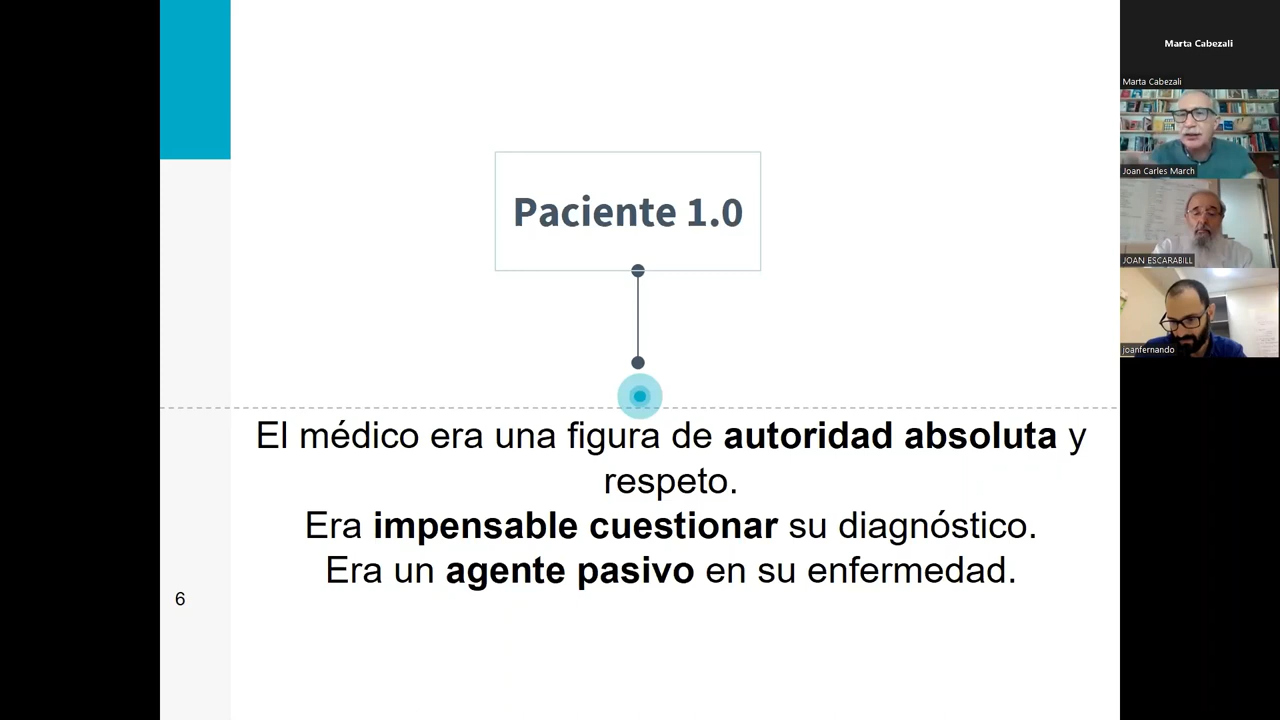 Paciente 1.0
El médico era una figura de autoridad absoluta y
respeto.
Era impensable cuestionar su diagnóstico.
Era un agente pasivo en su enfermedad.
6
Marta Cabezali
Marta Cabezali
Joan Carles March
JOAN ESCARABILL
joanfernando